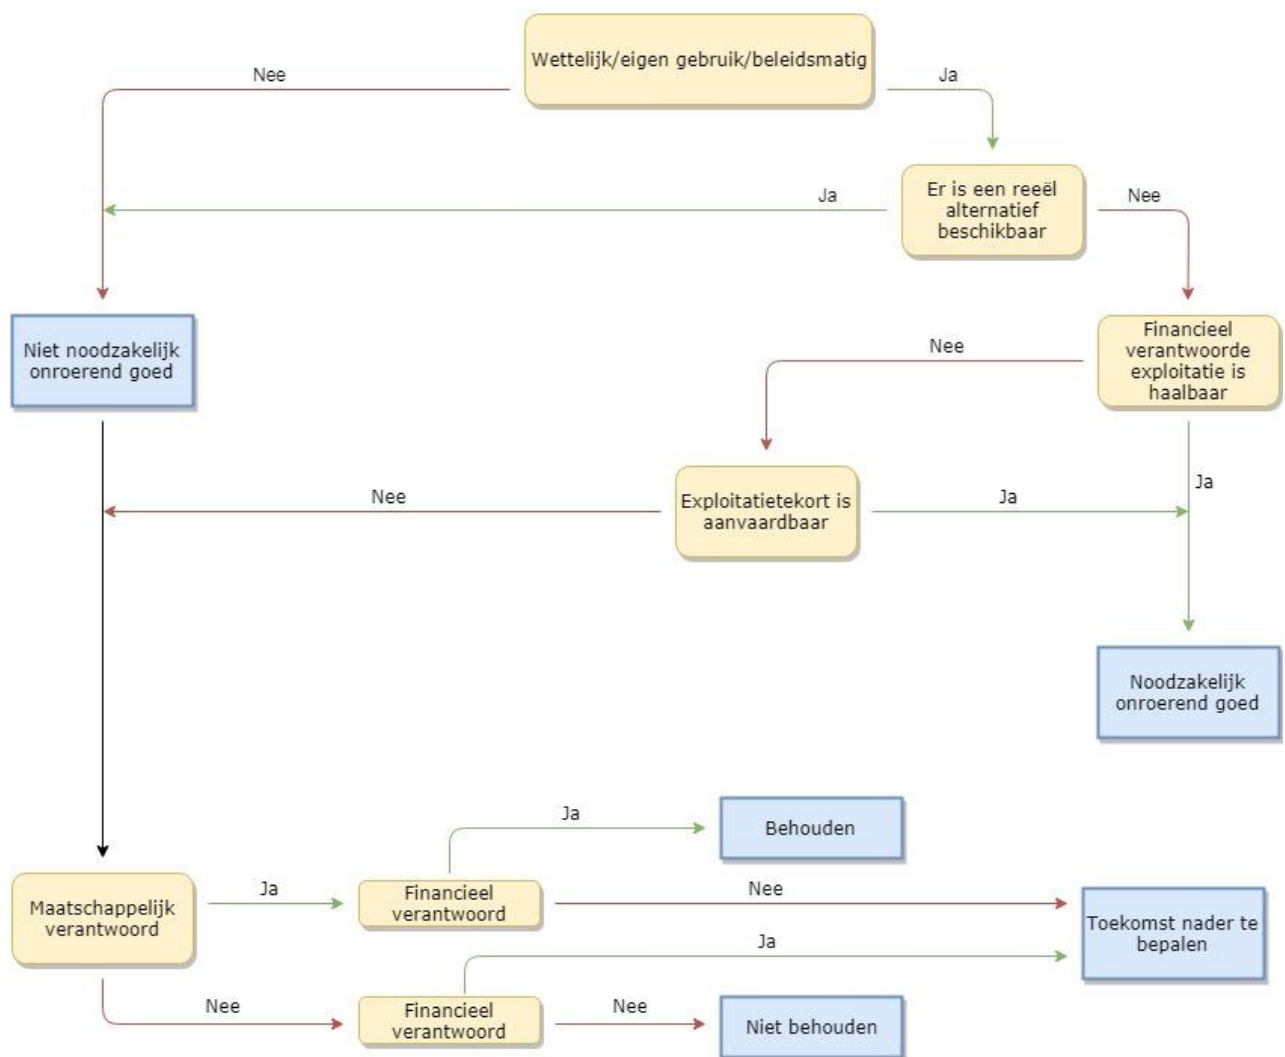 Wettelijk/eigen gebruik/beleidsmatig
Nee
Ja
Er is een reeël
alternatief
beschikbaar
Ja
Nee
Niet noodzakelijk
onroerend goed
Financieel
verantwoorde
exploitatie is
haalbaar
Nee
Exploitatietekort is
aanvaardbaar
Nee
Ja
Ja
Noodzakelijk
onroerend goed
Behouden
Ja
Maatschappelijk
verantwoord
Ja
Financieel
verantwoord
Nee
Toekomst nader te
bepalen
Ja
Nee
Financieel
verantwoord
Nee
Niet behouden